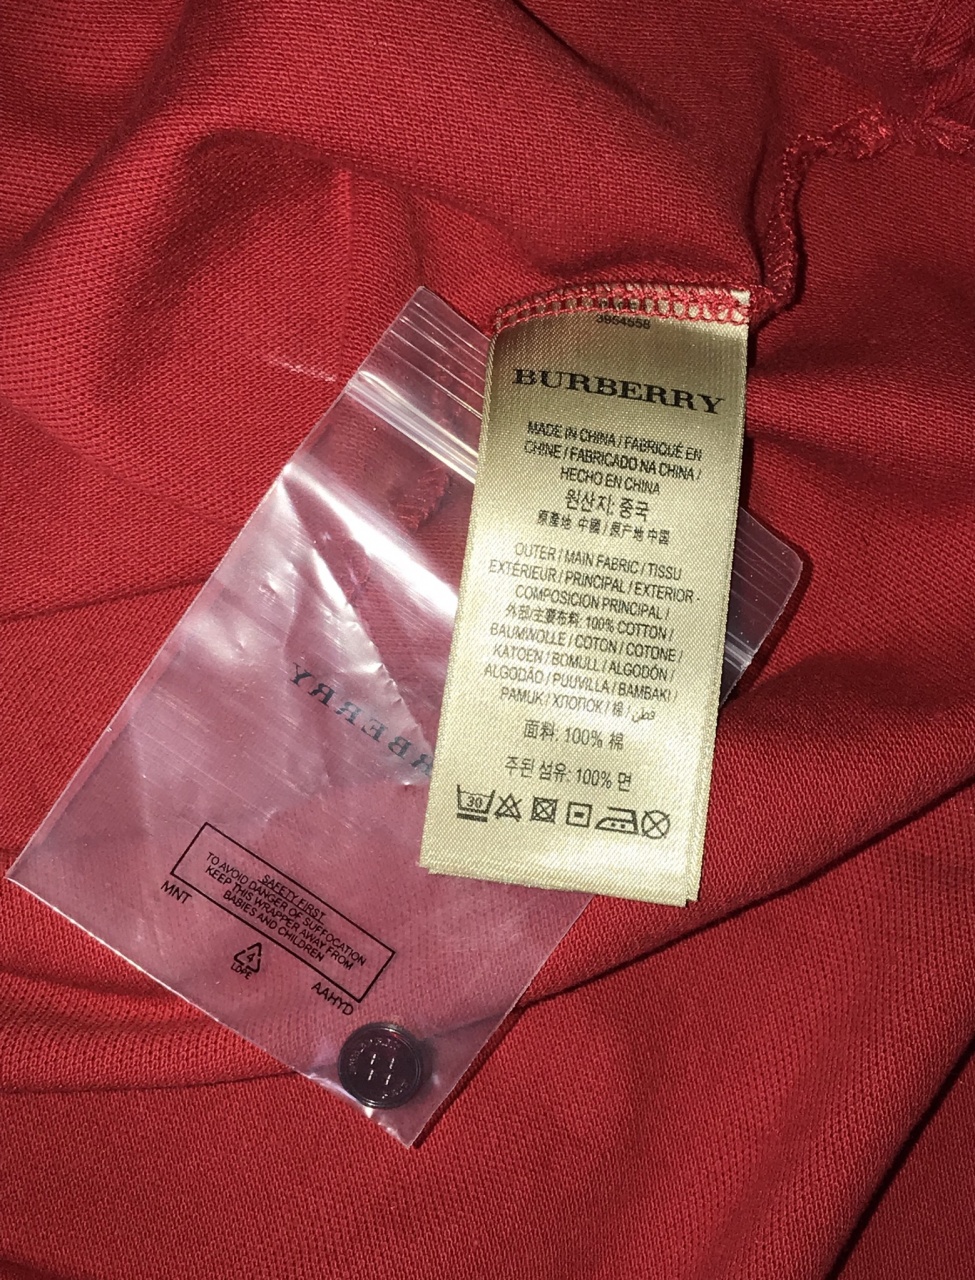 3954558
BURBERRY
MADE IN CHINA / FABRIQUÉ EN
CHINE / FABRICADO NA CHINA /
HECHO EN CHINA
원산지: 중국
原產地 中國 / 原产地 中国
OUTER / MAIN FABRIC / TISSU
EXTÉRIEUR / PRINCIPAL / EXTERIOR -
COMPOSICION PRINCIPAL /
外部/主要布料: 100% COTTON /
BAUMWOLLE / COTON / COTONE /
KATOEN / BOMULL / ALGODÓN /
ALGODÃO / PUUVILLA / BAMBAKI /
PAMUK / ХЛОПОК / 綿 / قطن
面料: 100% 棉
주된 섬유: 100% 면
30
BURBERRY
SAFETY FIRST
TO AVOID DANGER OF SUFFOCATION
KEEP THIS WRAPPER AWAY FROM
BABIES AND CHILDREN
MNT
4
LDPE
AAHYD